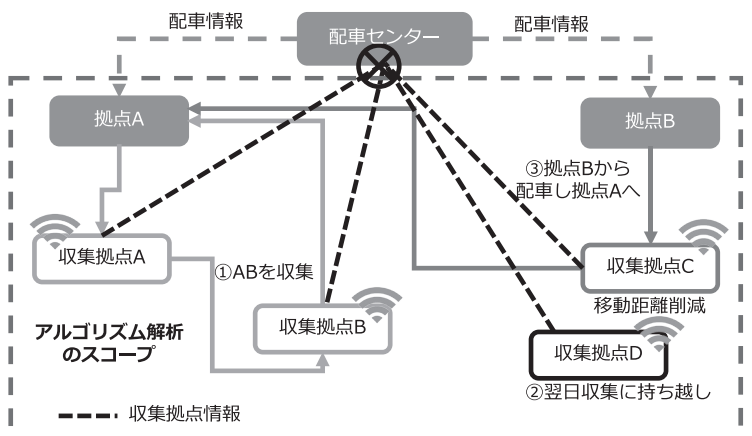 配車情報
配車センター
配車情報
拠点A
拠点B
③拠点Bから
配車し拠点Aへ
収集拠点A
①ABを収集
収集拠点B
収集拠点C
移動距離削減
アルゴリズム解析
のスコープ
収集拠点D
②翌日収集に持ち越し
収集拠点情報